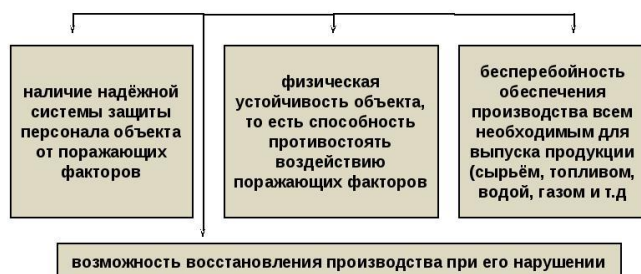 наличие надёжной
системы защиты
персонала объекта
от поражающих
факторов
физическая
устойчивость объекта,
то есть способность
противостоять
воздействию
поражающих факторов
бесперебойность
обеспечения
производства всем
необходимым для
выпуска продукции
(сырьём, топливом,
водой, газом и т.д
возможность восстановления производства при его нарушении